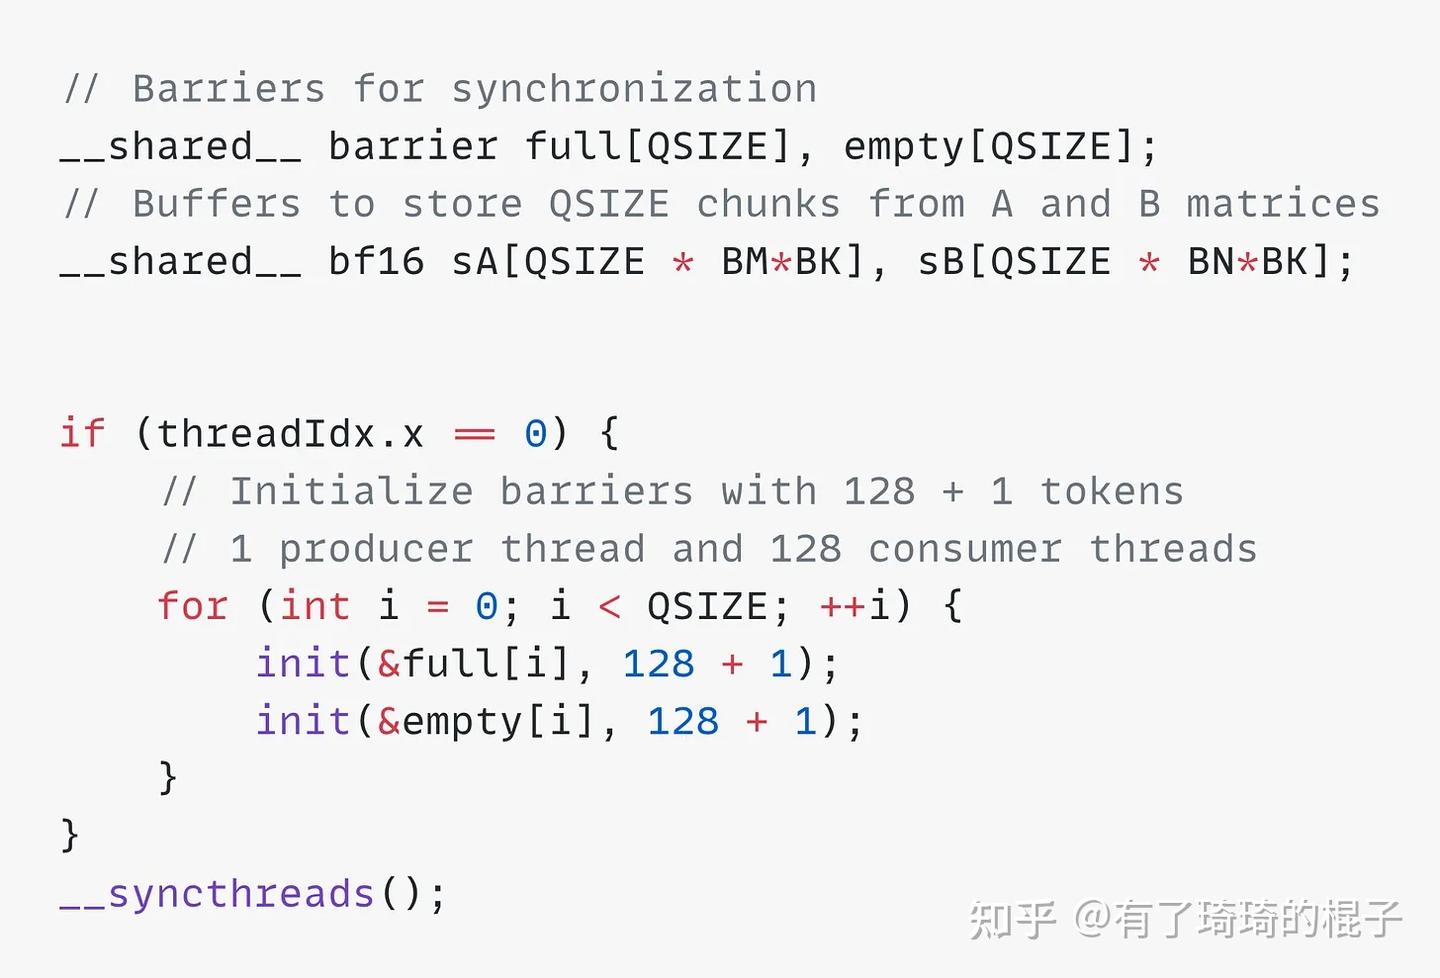 // Barriers for synchronization
__shared__ barrier full[QSIZE], empty[QSIZE];
// Buffers to store QSIZE chunks from A and B matrices
__shared__ bf16 sA[QSIZE * BM*BK], sB[QSIZE * BN*BK];
if (threadIdx.x == 0) {
    // Initialize barriers with 128 + 1 tokens
    // 1 producer thread and 128 consumer threads
    for (int i = 0; i < QSIZE; ++i) {
        init(&full[i], 128 + 1);
        init(&empty[i], 128 + 1);
    }
}
__syncthreads();
知乎 @有了琦琦的棍子